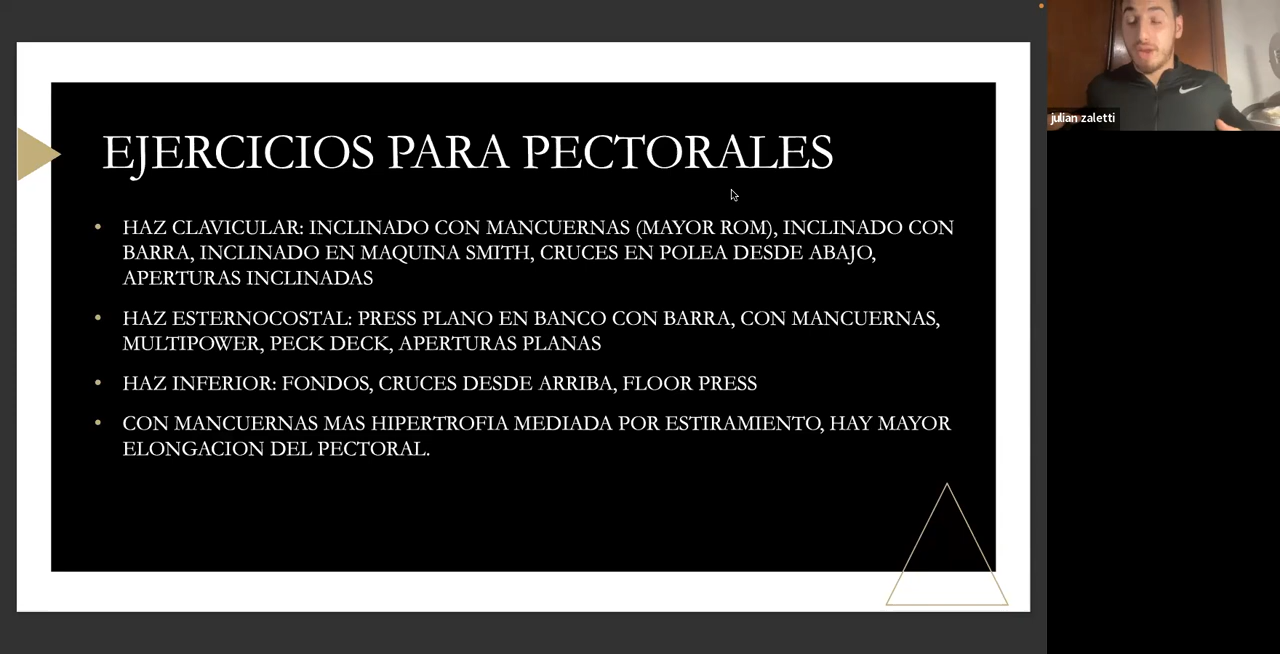 EJERCICIOS PARA PECTORALES
• HAZ CLAVICULAR: INCLINADO CON MANCUERNAS (MAYOR ROM), INCLINADO CON
BARRA, INCLINADO EN MAQUINA SMITH, CRUCES EN POLEA DESDE ABAJO,
APERTURAS INCLINADAS
• HAZ ESTERNOCOSTAL: PRESS PLANO EN BANCO CON BARRA, CON MANCUERNAS,
MULTIPOWER, PECK DECK, APERTURAS PLANAS
• HAZ INFERIOR: FONDOS, CRUCES DESDE ARRIBA, FLOOR PRESS
• CON MANCUERNAS MAS HIPERTROFIA MEDIADA POR ESTIRAMIENTO, HAY MAYOR
ELONGACION DEL PECTORAL.
julian zaletti